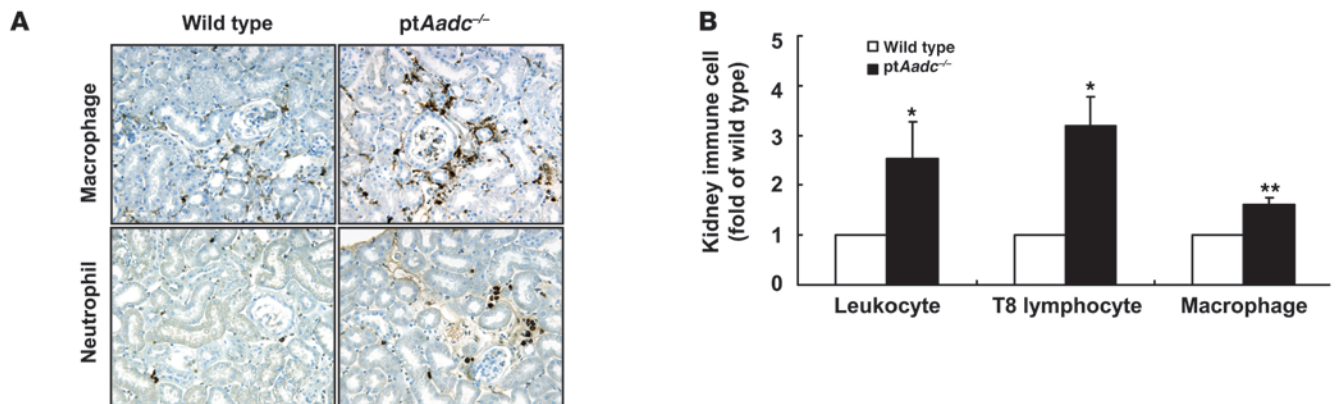 A
Wild type
ptAadc–/–
Macrophage
Neutrophil
B
Kidney immune cell
(fold of wild type)
5
4
3
2
1
0
Wild type
ptAadc–/–
*
*
**
Leukocyte
T8 lymphocyte
Macrophage